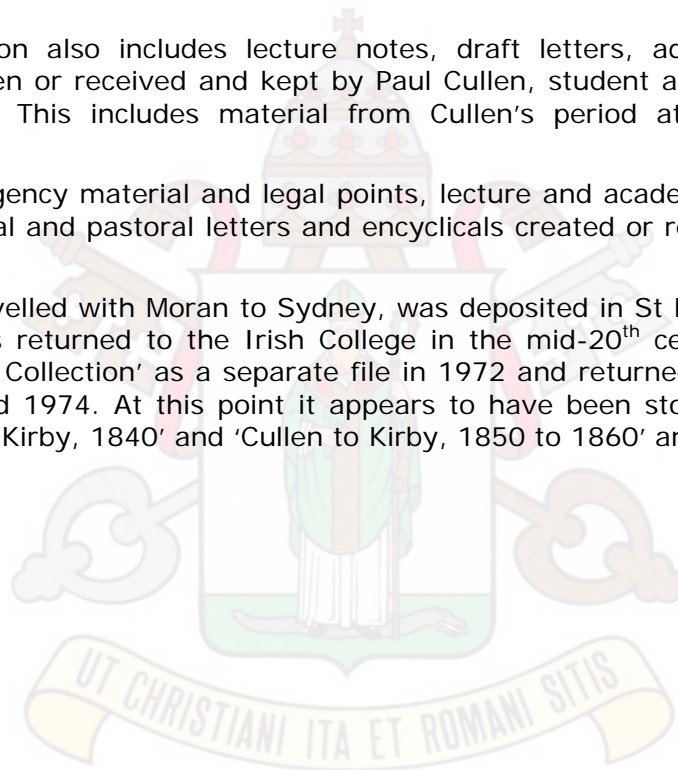 on also includes lecture notes, draft letters, ad
en or received and kept by Paul Cullen, student a
This includes material from Cullen’s period at
gency material and legal points, lecture and acade
al and pastoral letters and encyclicals created or re
velled with Moran to Sydney, was deposited in St
s returned to the Irish College in the mid-20th ce
Collection’ as a separate file in 1972 and returned
d 1974. At this point it appears to have been sto
Kirby, 1840’ and ‘Cullen to Kirby, 1850 to 1860’ an
UT CHRISTIANI ITA ET ROMANI SITIS